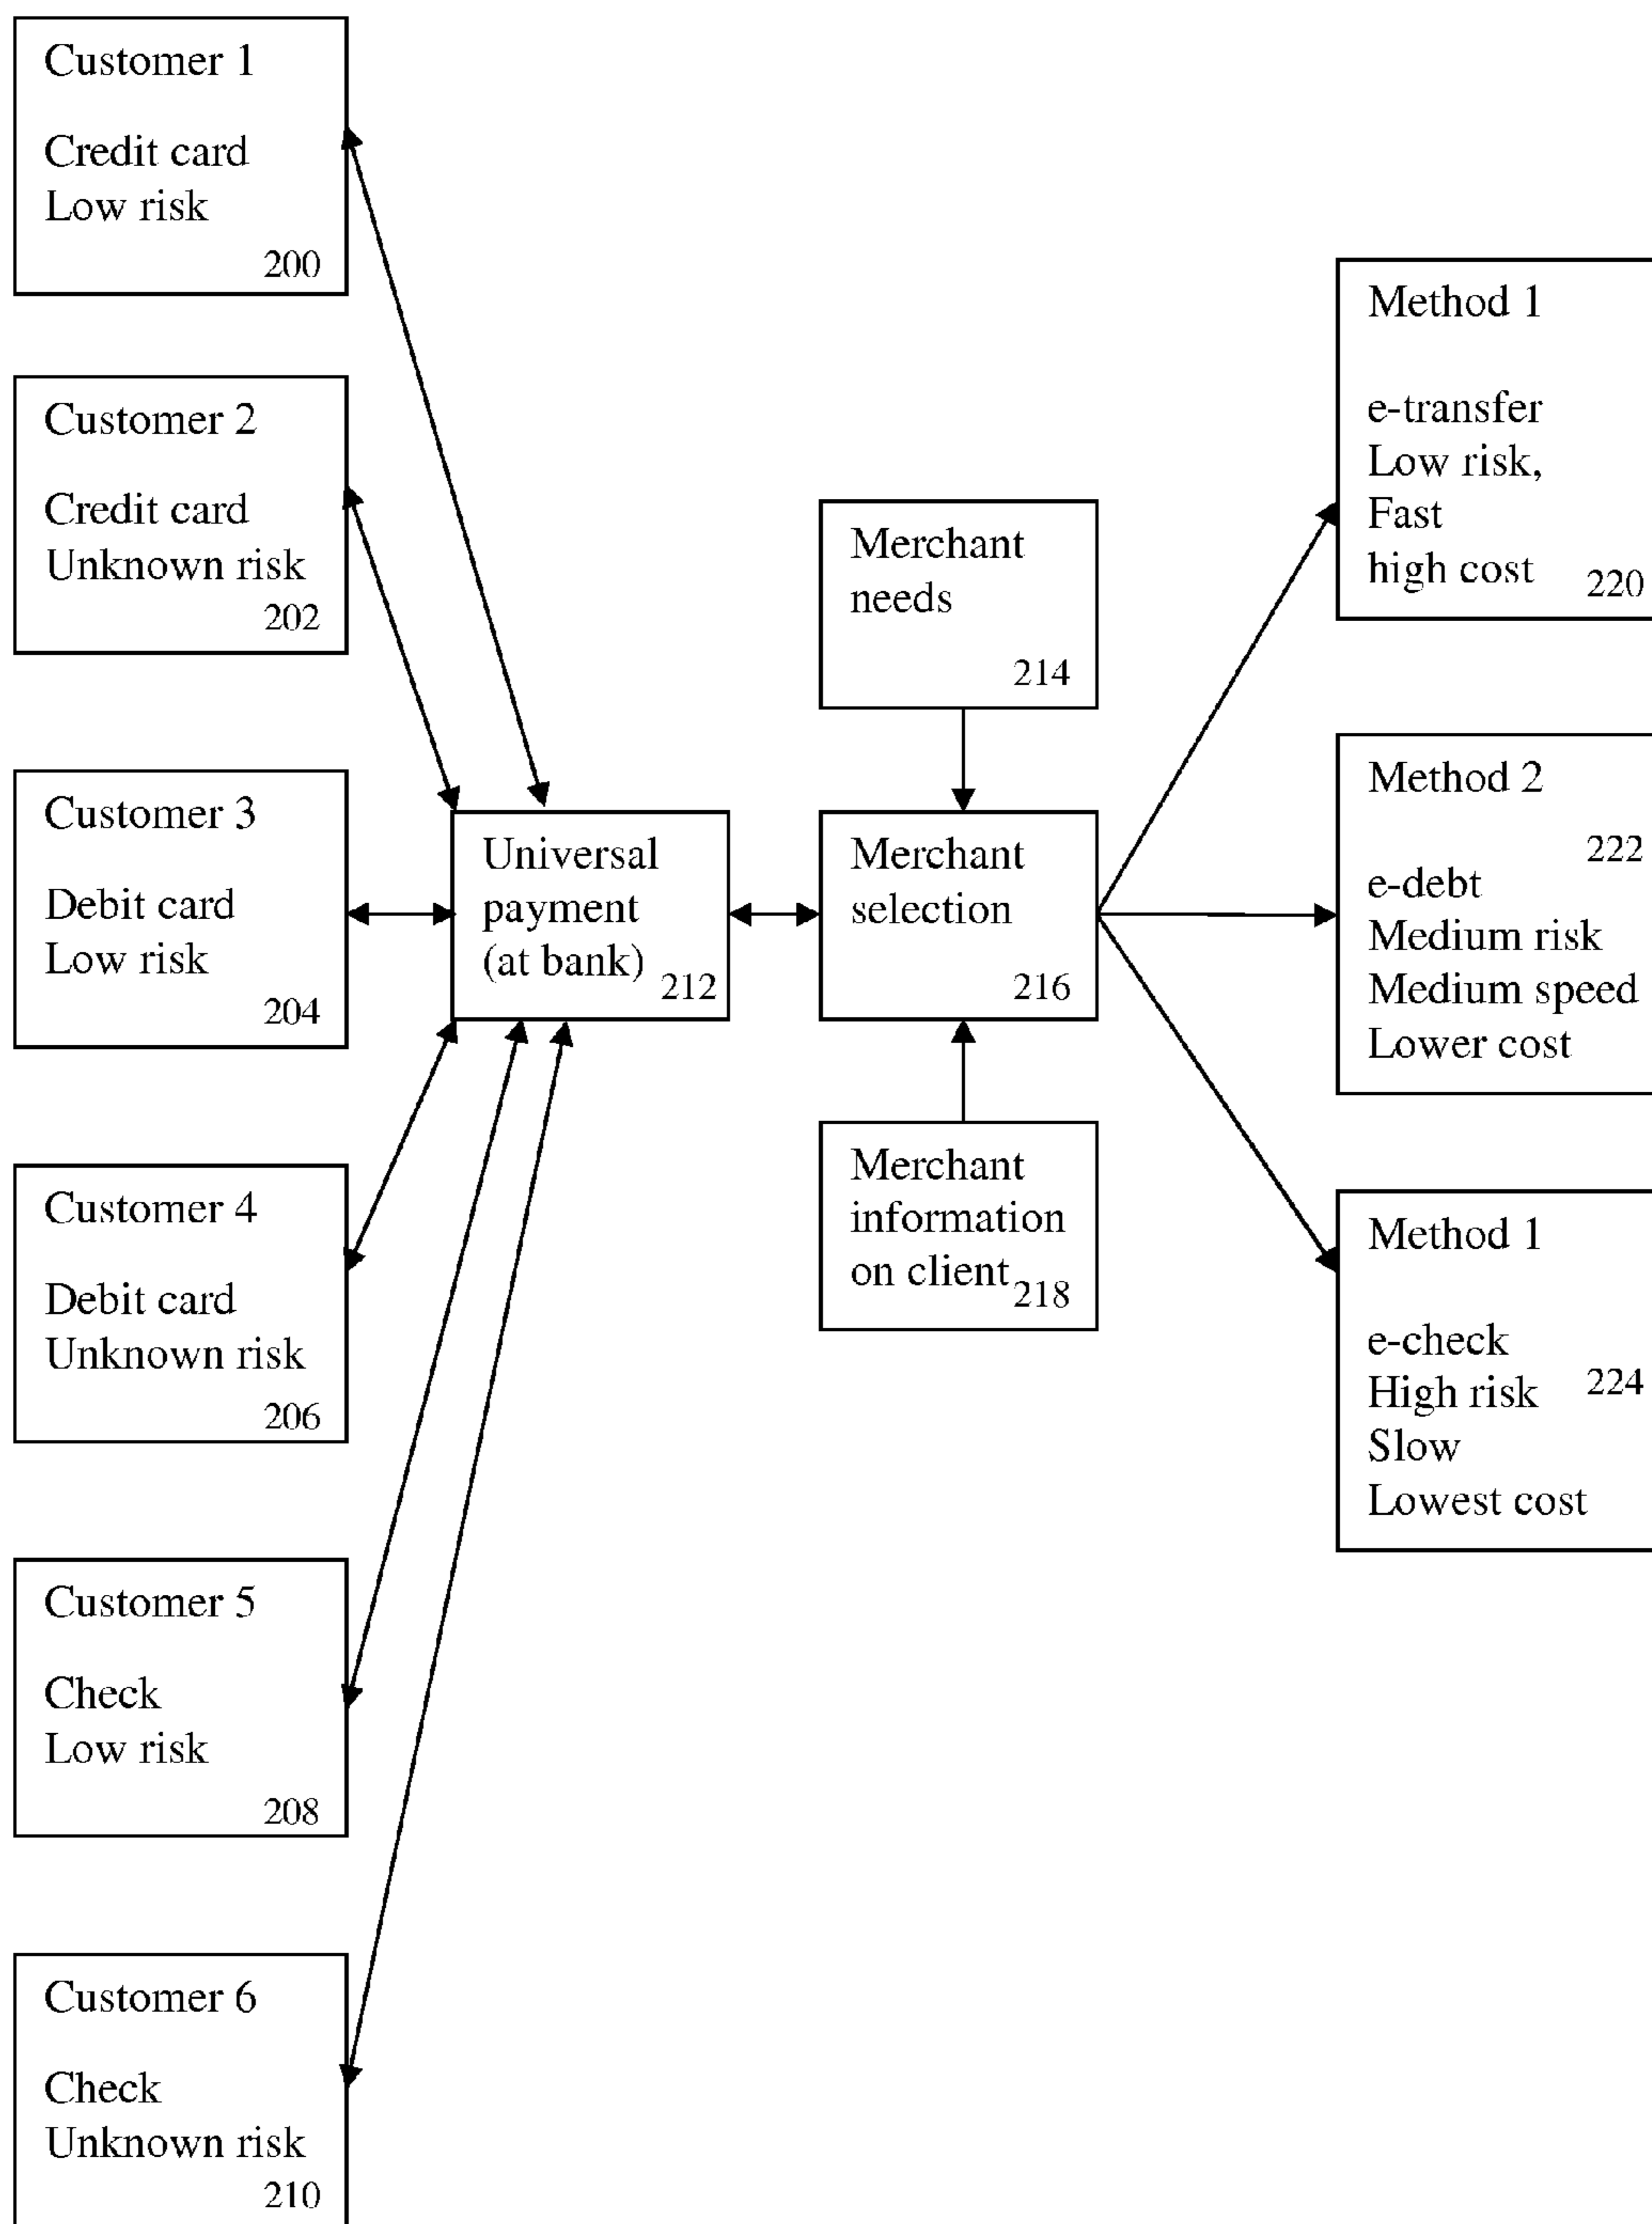 Customer 1
Credit card
Low risk
200
Customer 2
Credit card
Unknown risk
202
Customer 3
Debit card
Low risk
204
Customer 4
Debit card
Unknown risk
206
Customer 5
Check
Low risk
208
Customer 6
Check
Unknown risk
210
Universal
payment
(at bank)
212
Merchant
needs
214
Merchant
selection
216
Merchant
information
on client
218
Method 1
e-transfer
Low risk,
Fast
high cost
220
Method 2
222
e-debt
Medium risk
Medium speed
Lower cost
Method 1
e-check
High risk
224
Slow
Lowest cost